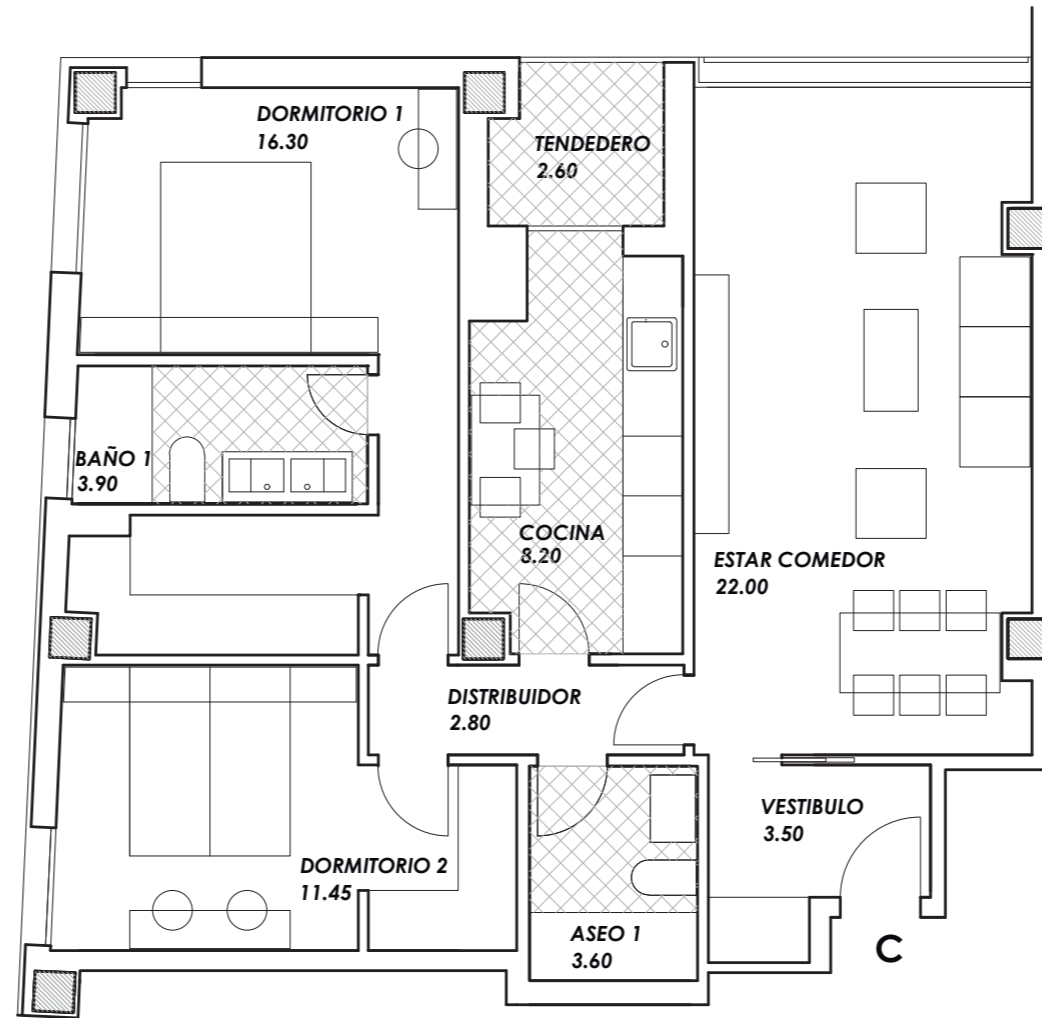 DORMITORIO 1
16.30
TENDEDERO
2.60
BAÑO 1
3.90
COCINA
8.20
ESTAR COMEDOR
22.00
DISTRIBUIDOR
2.80
VESTIBULO
3.50
DORMITORIO 2
11.45
ASEO 1
3.60
C